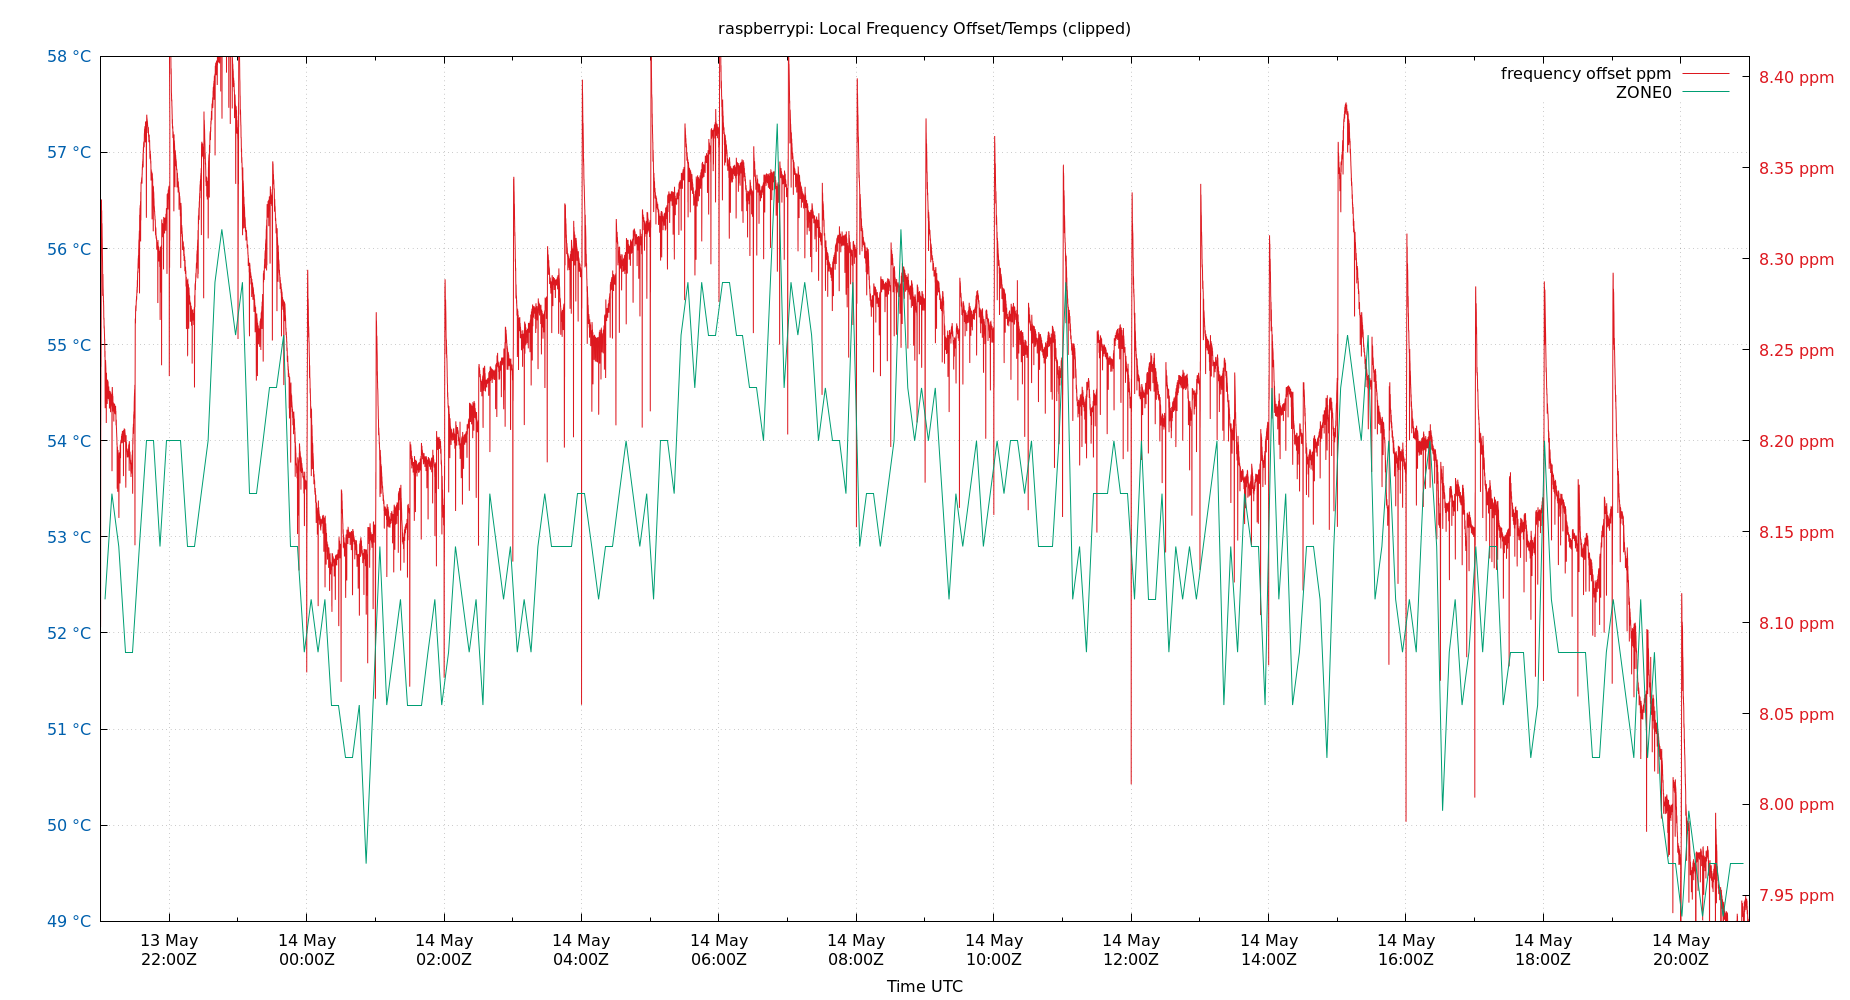 raspberrypi: Local Frequency Offset/Temps (clipped)
frequency offset ppm
ZONE0
58 °C
57 °C
56 °C
55 °C
54 °C
53 °C
52 °C
51 °C
50 °C
49 °C
8.40 ppm
8.35 ppm
8.30 ppm
8.25 ppm
8.20 ppm
8.15 ppm
8.10 ppm
8.05 ppm
8.00 ppm
7.95 ppm
13 May
22:00Z
14 May
00:00Z
14 May
02:00Z
14 May
04:00Z
14 May
06:00Z
14 May
08:00Z
14 May
10:00Z
14 May
12:00Z
14 May
14:00Z
14 May
16:00Z
14 May
18:00Z
14 May
20:00Z
Time UTC